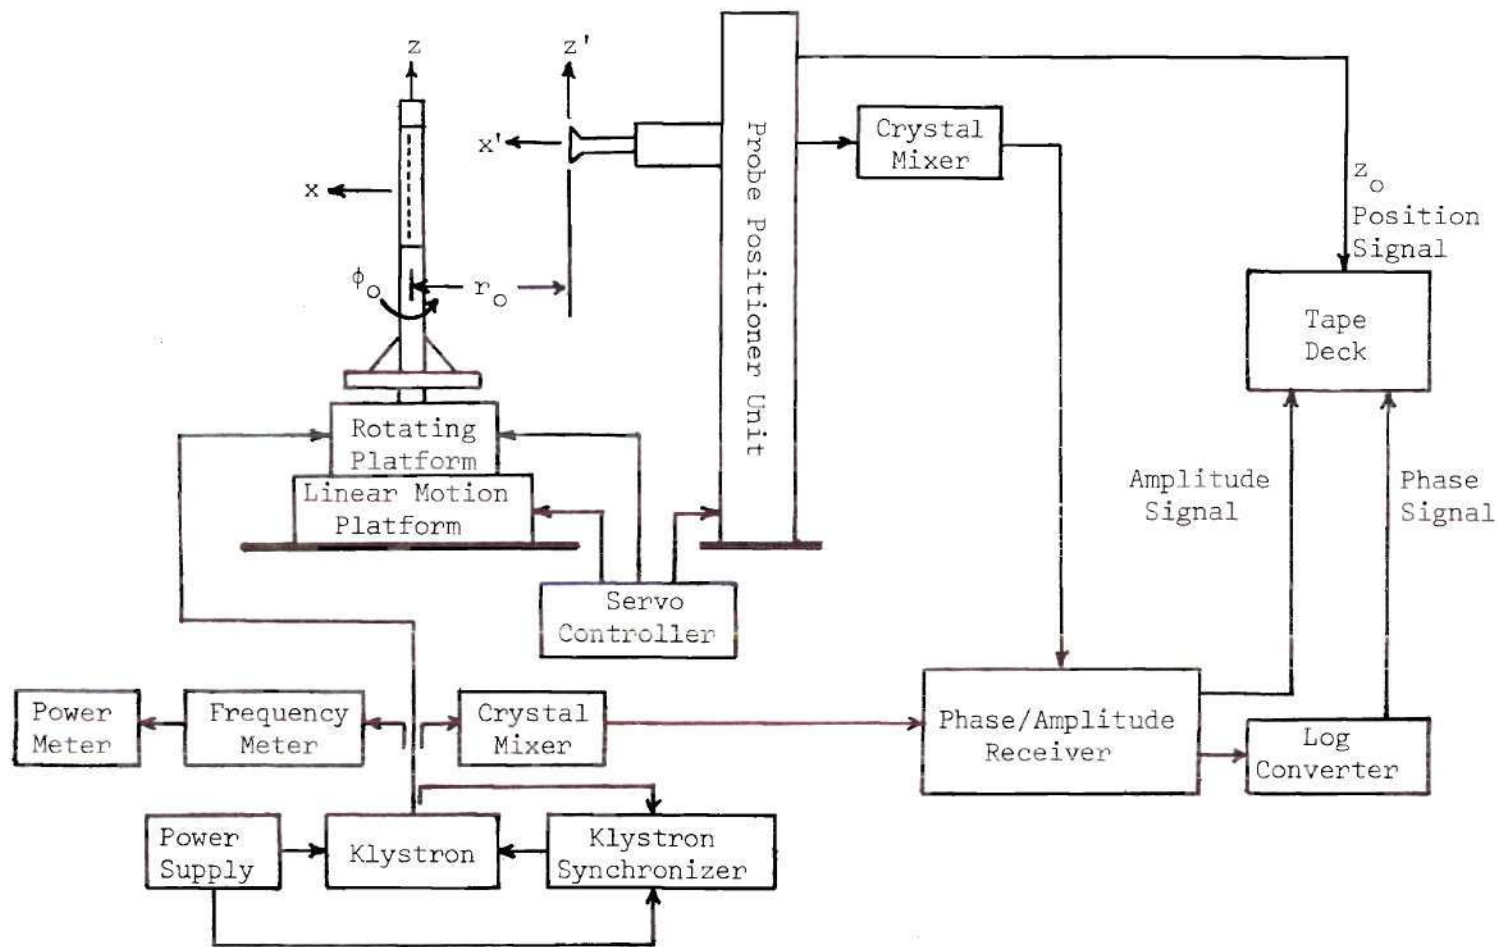 z
z'
x'
x
ϕo
ro
Probe Positioner Unit
Crystal
Mixer
zo
Position
Signal
Tape
Deck
Rotating
Platform
Linear Motion
Platform
Amplitude
Signal
Phase
Signal
Servo
Controller
Power
Meter
Frequency
Meter
Crystal
Mixer
Phase/Amplitude
Receiver
Log
Converter
Power
Supply
Klystron
Klystron
Synchronizer